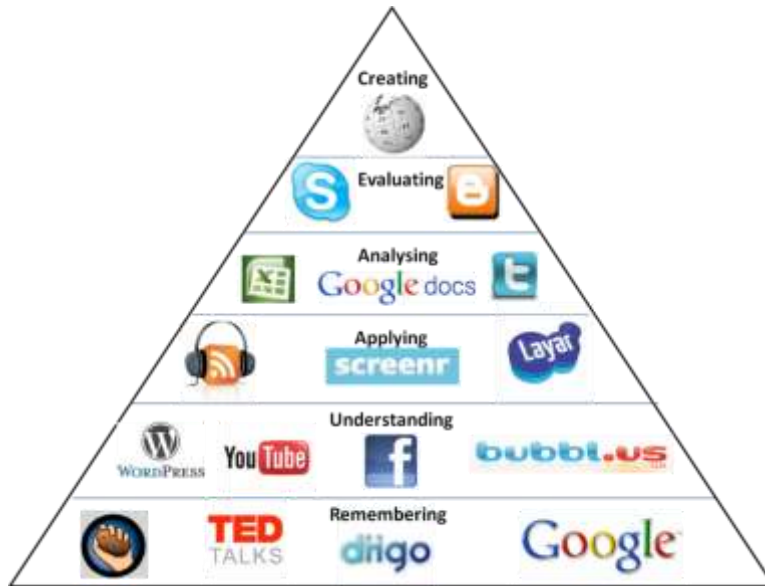 Creating
Evaluating
Analysing
Google docs
Applying
screenr
Layar
Understanding
WORDPRESS
You Tube
f
bubbl.us
Remembering
TED
TALKS
diigo
Google